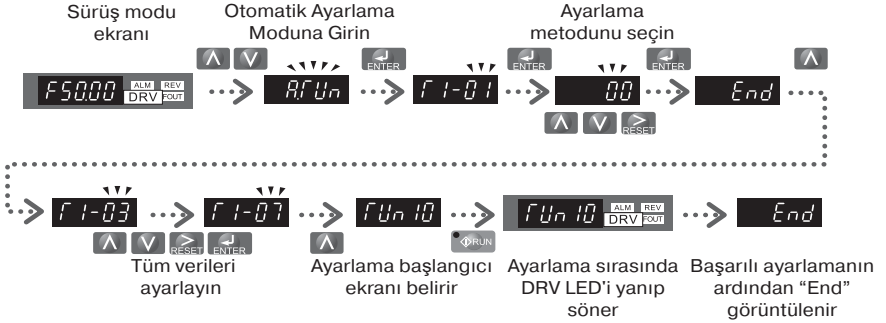 Sürüş modu
ekranı
Otomatik Ayarlama
Moduna Girin
Ayarlama
metodunu seçin
ENTER
ENTER
ENTER
F50.00
ALM
REV
DRV
FOUT
A.TUn
T1-01
00
End
RESET
T1-03
T1-07
TUn10
TUn10
ALM
REV
DRV
FOUT
End
RESET
ENTER
RUN
Tüm verileri
ayarlayın
Ayarlama başlangıcı
ekranı belirir
Ayarlama sırasında
DRV LED'i yanıp
söner
Başarılı ayarlamanın
ardından “End”
görüntülenir